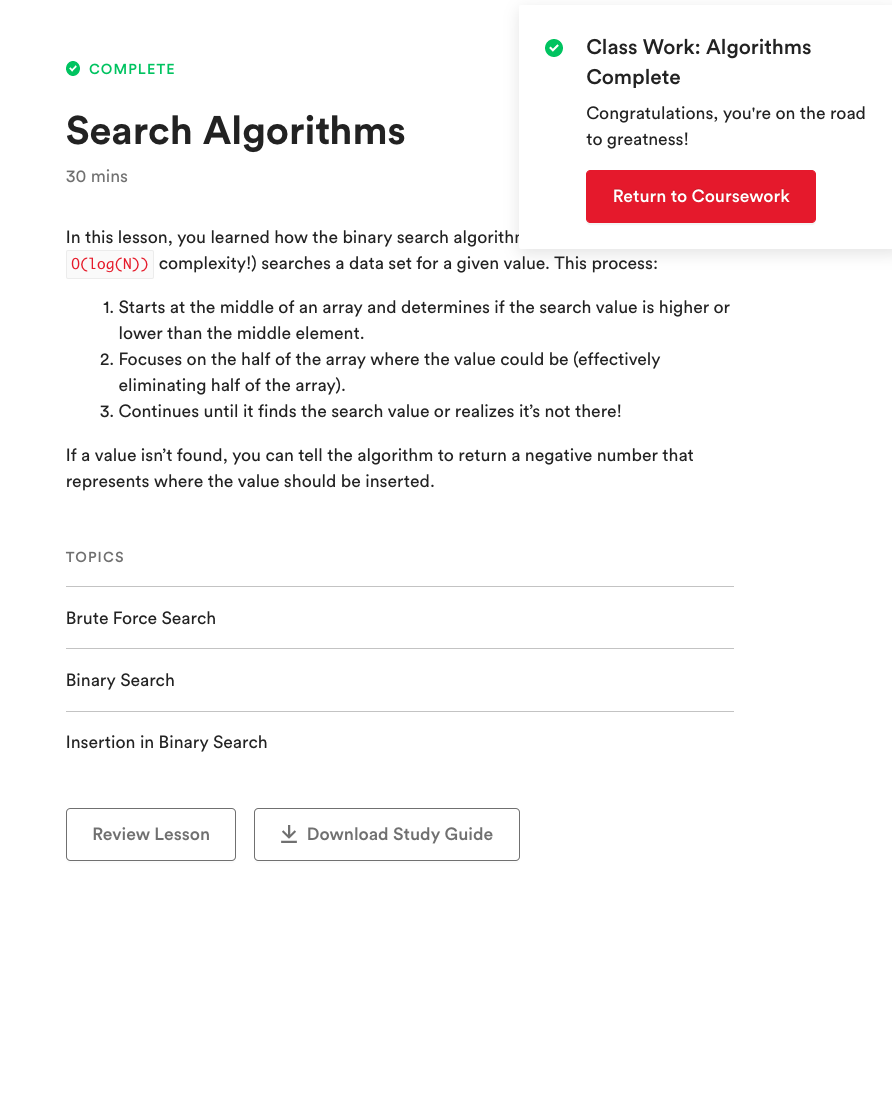 COMPLETE
Search Algorithms
30 mins
Class Work: Algorithms
Complete
Congratulations, you're on the road
to greatness!
Return to Coursework
In this lesson, you learned how the binary search
O(log(N)) complexity!) searches a data set for a given value. This process:
1. Starts at the middle of an array and determines if the search value is higher or
lower than the middle element.
2. Focuses on the half of the array where the value could be (effectively
eliminating half of the array).
3. Continues until it finds the search value or realizes it’s not there!
If a value isn’t found, you can tell the algorithm to return a negative number that
represents where the value should be inserted.
TOPICS
Brute Force Search
Binary Search
Insertion in Binary Search
Review Lesson
Download Study Guide